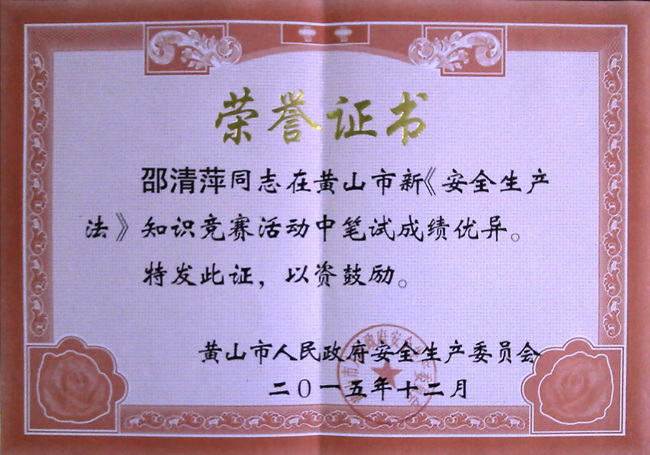 荣誉证书
邵清萍同志在黄山市新《安全生产
法》知识竞赛活动中笔试成绩优异。
特发此证，以资鼓励。
黄山市人民政府安全生产委员会
二〇一五年十二月